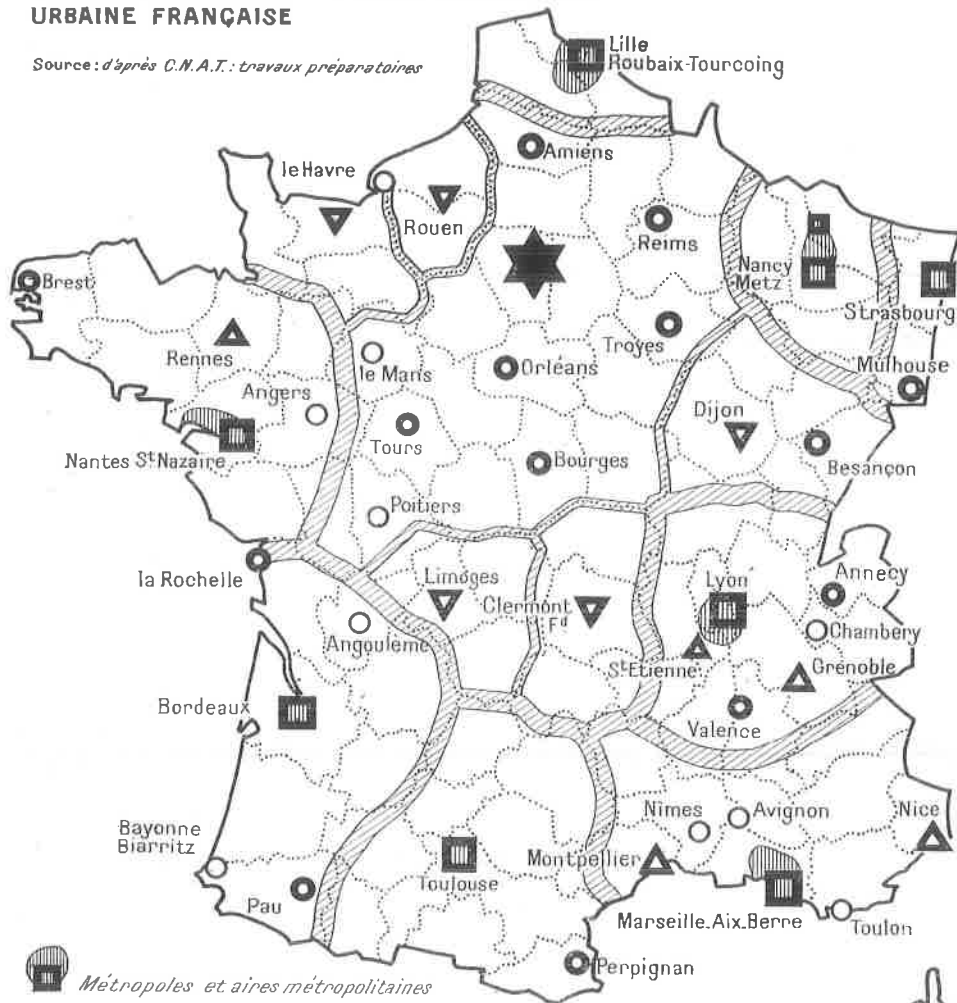 URBAINE FRANÇAISE
Source: d'après C.N.A.T.: travaux préparatoires
Lille
Roubaix-Tourcoing
Amiens
le Havre
Rouen
Reims
Nancy
Metz
Strasbourg
Brest
Rennes
le Mans
Orléans
Troyes
Mulhouse
Angers
Dijon
Tours
Nantes St Nazaire
Bourges
Besançon
Poitiers
la Rochelle
Limoges
Clermont
Fd
Lyon
Annecy
Angoulême
Chambery
St Etienne
Grenoble
Bordeaux
Valence
Nîmes
Avignon
Nice
Bayonne
Biarritz
Montpellier
Toulouse
Pau
Marseille-Aix-Berre
Toulon
Perpignan
Métropoles et aires métropolitaines